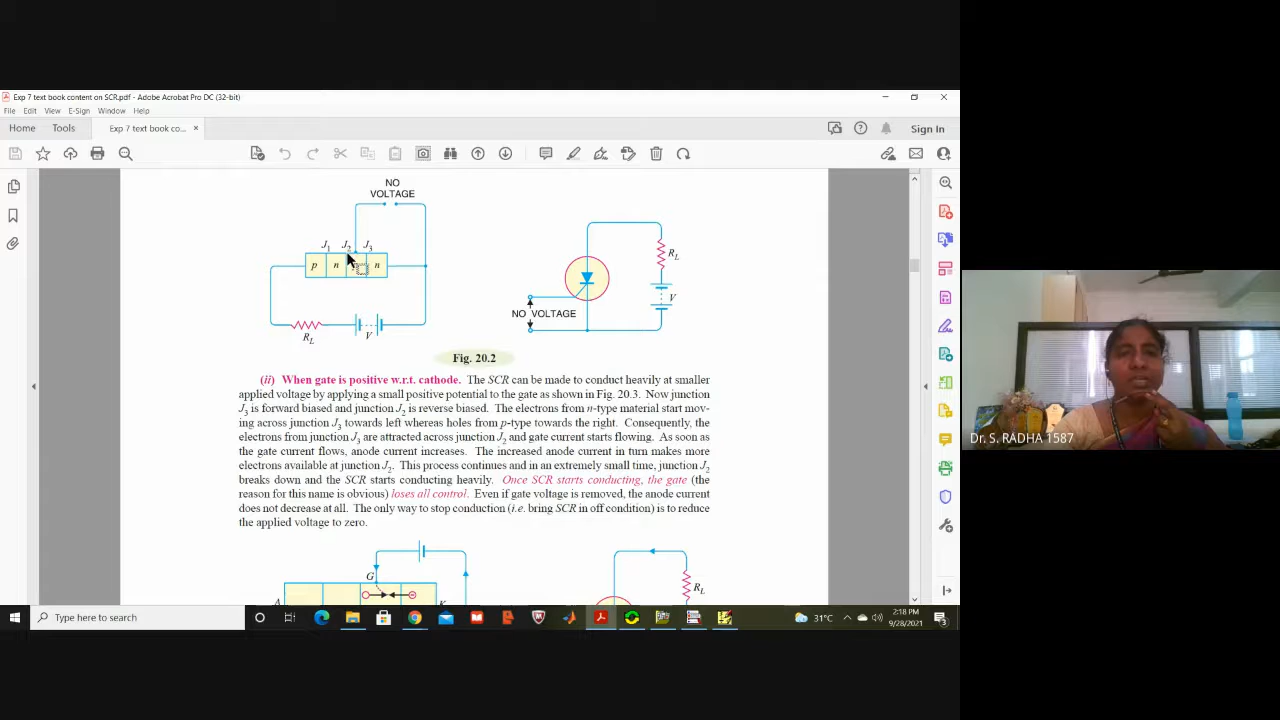 Exp 7 text book content on SCR.pdf - Adobe Acrobat Pro DC (32-bit)
File Edit View E-Sign Window Help
Home Tools Exp 7 text book co... × Sign In
NO
VOLTAGE
J1 J2 J3
p n n
RL V
RL
V
NO VOLTAGE
Fig. 20.2
(ii) When gate is positive w.r.t. cathode. The SCR can be made to conduct heavily at smaller
applied voltage by applying a small positive potential to the gate as shown in Fig. 20.3. Now junction
J3 is forward biased and junction J2 is reverse biased. The electrons from n-type material start mov-
ing across junction J3 towards left whereas holes from p-type towards the right. Consequently, the
electrons from junction J3 are attracted across junction J2 and gate current starts flowing. As soon as
the gate current flows, anode current increases. The increased anode current in turn makes more
electrons available at junction J2. This process continues and in an extremely small time, junction J2
breaks down and the SCR starts conducting heavily. Once SCR starts conducting, the gate (the
reason for this name is obvious) loses all control. Even if gate voltage is removed, the anode current
does not decrease at all. The only way to stop conduction (i.e. bring SCR in off condition) is to reduce
the applied voltage to zero.
G
A K
RL
Dr. S. RADHA 1587
Type here to search
31°C
2:18 PM
9/28/2021
3